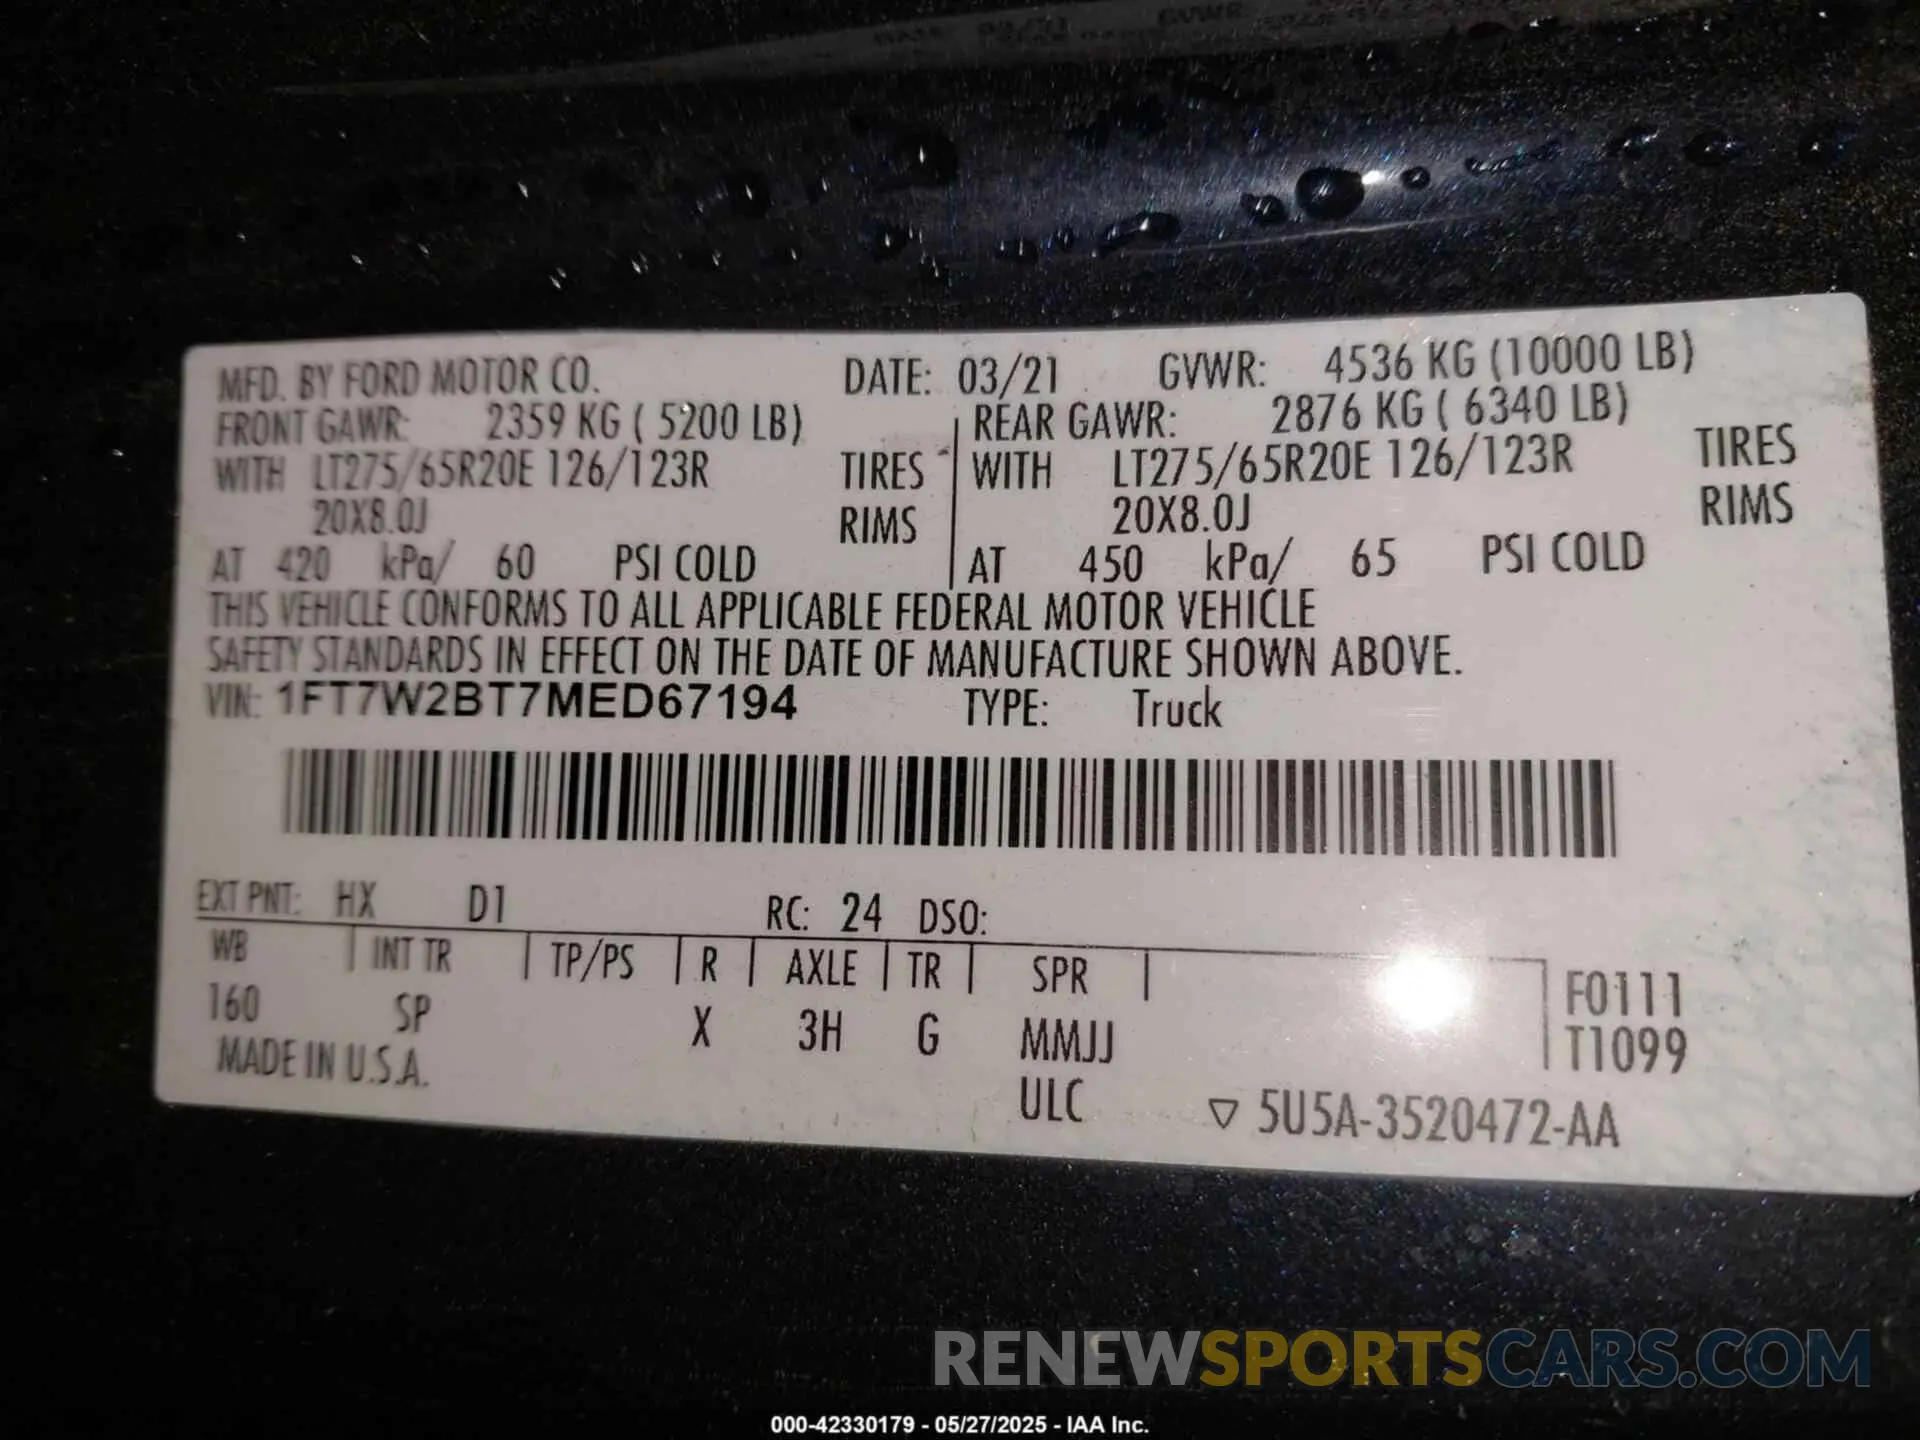 DATE 03/21 GVWR
MFD. BY FORD MOTOR CO. DATE: 03/21 GVWR: 4536 KG (10000 LB)
FRONT GAWR: 2359 KG ( 5200 LB) REAR GAWR: 2876 KG ( 6340 LB)
WITH LT275/65R20E 126/123R TIRES WITH LT275/65R20E 126/123R TIRES
20X8.0J RIMS 20X8.0J RIMS
AT 420 kPa/ 60 PSI COLD AT 450 kPa/ 65 PSI COLD
THIS VEHICLE CONFORMS TO ALL APPLICABLE FEDERAL MOTOR VEHICLE
SAFETY STANDARDS IN EFFECT ON THE DATE OF MANUFACTURE SHOWN ABOVE.
VIN: 1FT7W2BT7MED67194 TYPE: Truck
EXT PNT: HX D1 RC: 24 DSO:
WB INT TR TP/PS R AXLE TR SPR
160 SP X 3H G MMJJ F0111
MADE IN U.S.A. ULC T1099
▽ 5U5A-3520472-AA
RENEWSPORTSCARS.COM
000-42330179 - 05/27/2025 - IAA Inc.